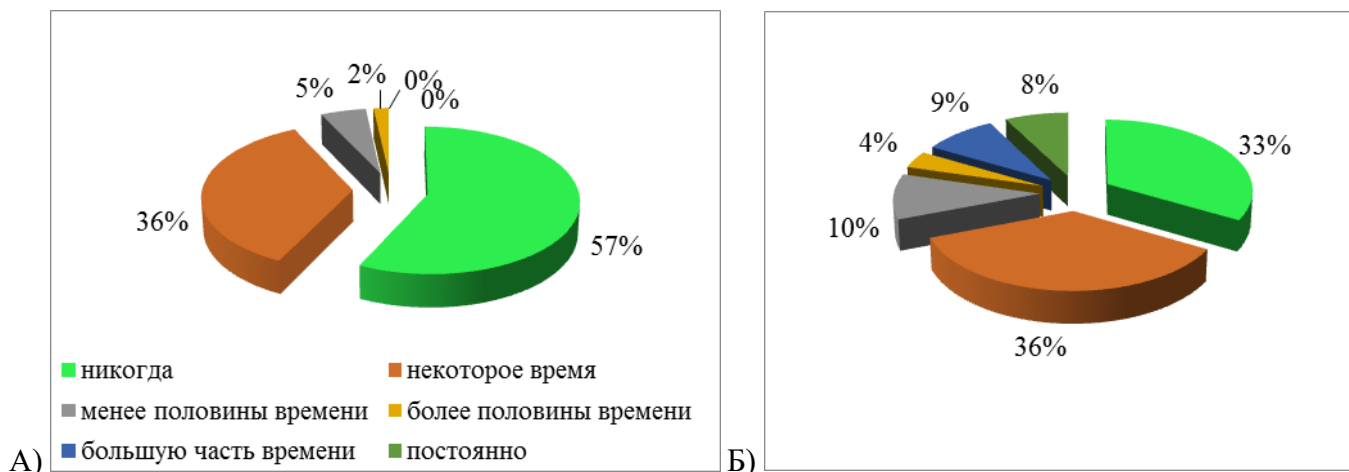 5%
2%
0%
0%
36%
57%
никогда
некоторое время
менее половины времени
более половины времени
большую часть времени
постоянно
А)
8%
9%
4%
10%
33%
36%
Б)